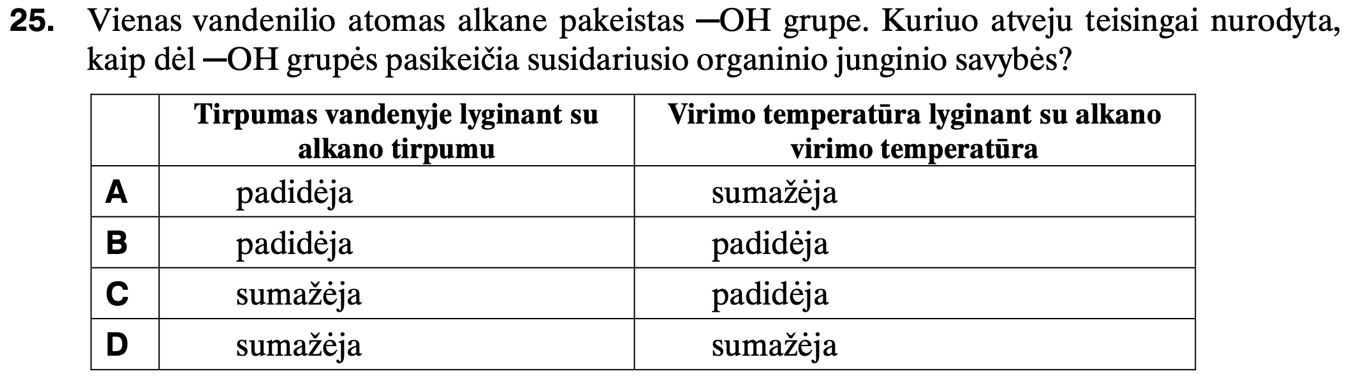 25. Vienas vandenilio atomas alkane pakeistas —OH grupe. Kuriuo atveju teisingai nurodyta,
kaip dėl —OH grupės pasikeičia susidariusio organinio junginio savybės?
Tirpumas vandenyje lyginant su
alkano tirpumu
Virimo temperatūra lyginant su alkano
virimo temperatūra
A padidėja sumažėja
B padidėja padidėja
C sumažėja padidėja
D sumažėja sumažėja